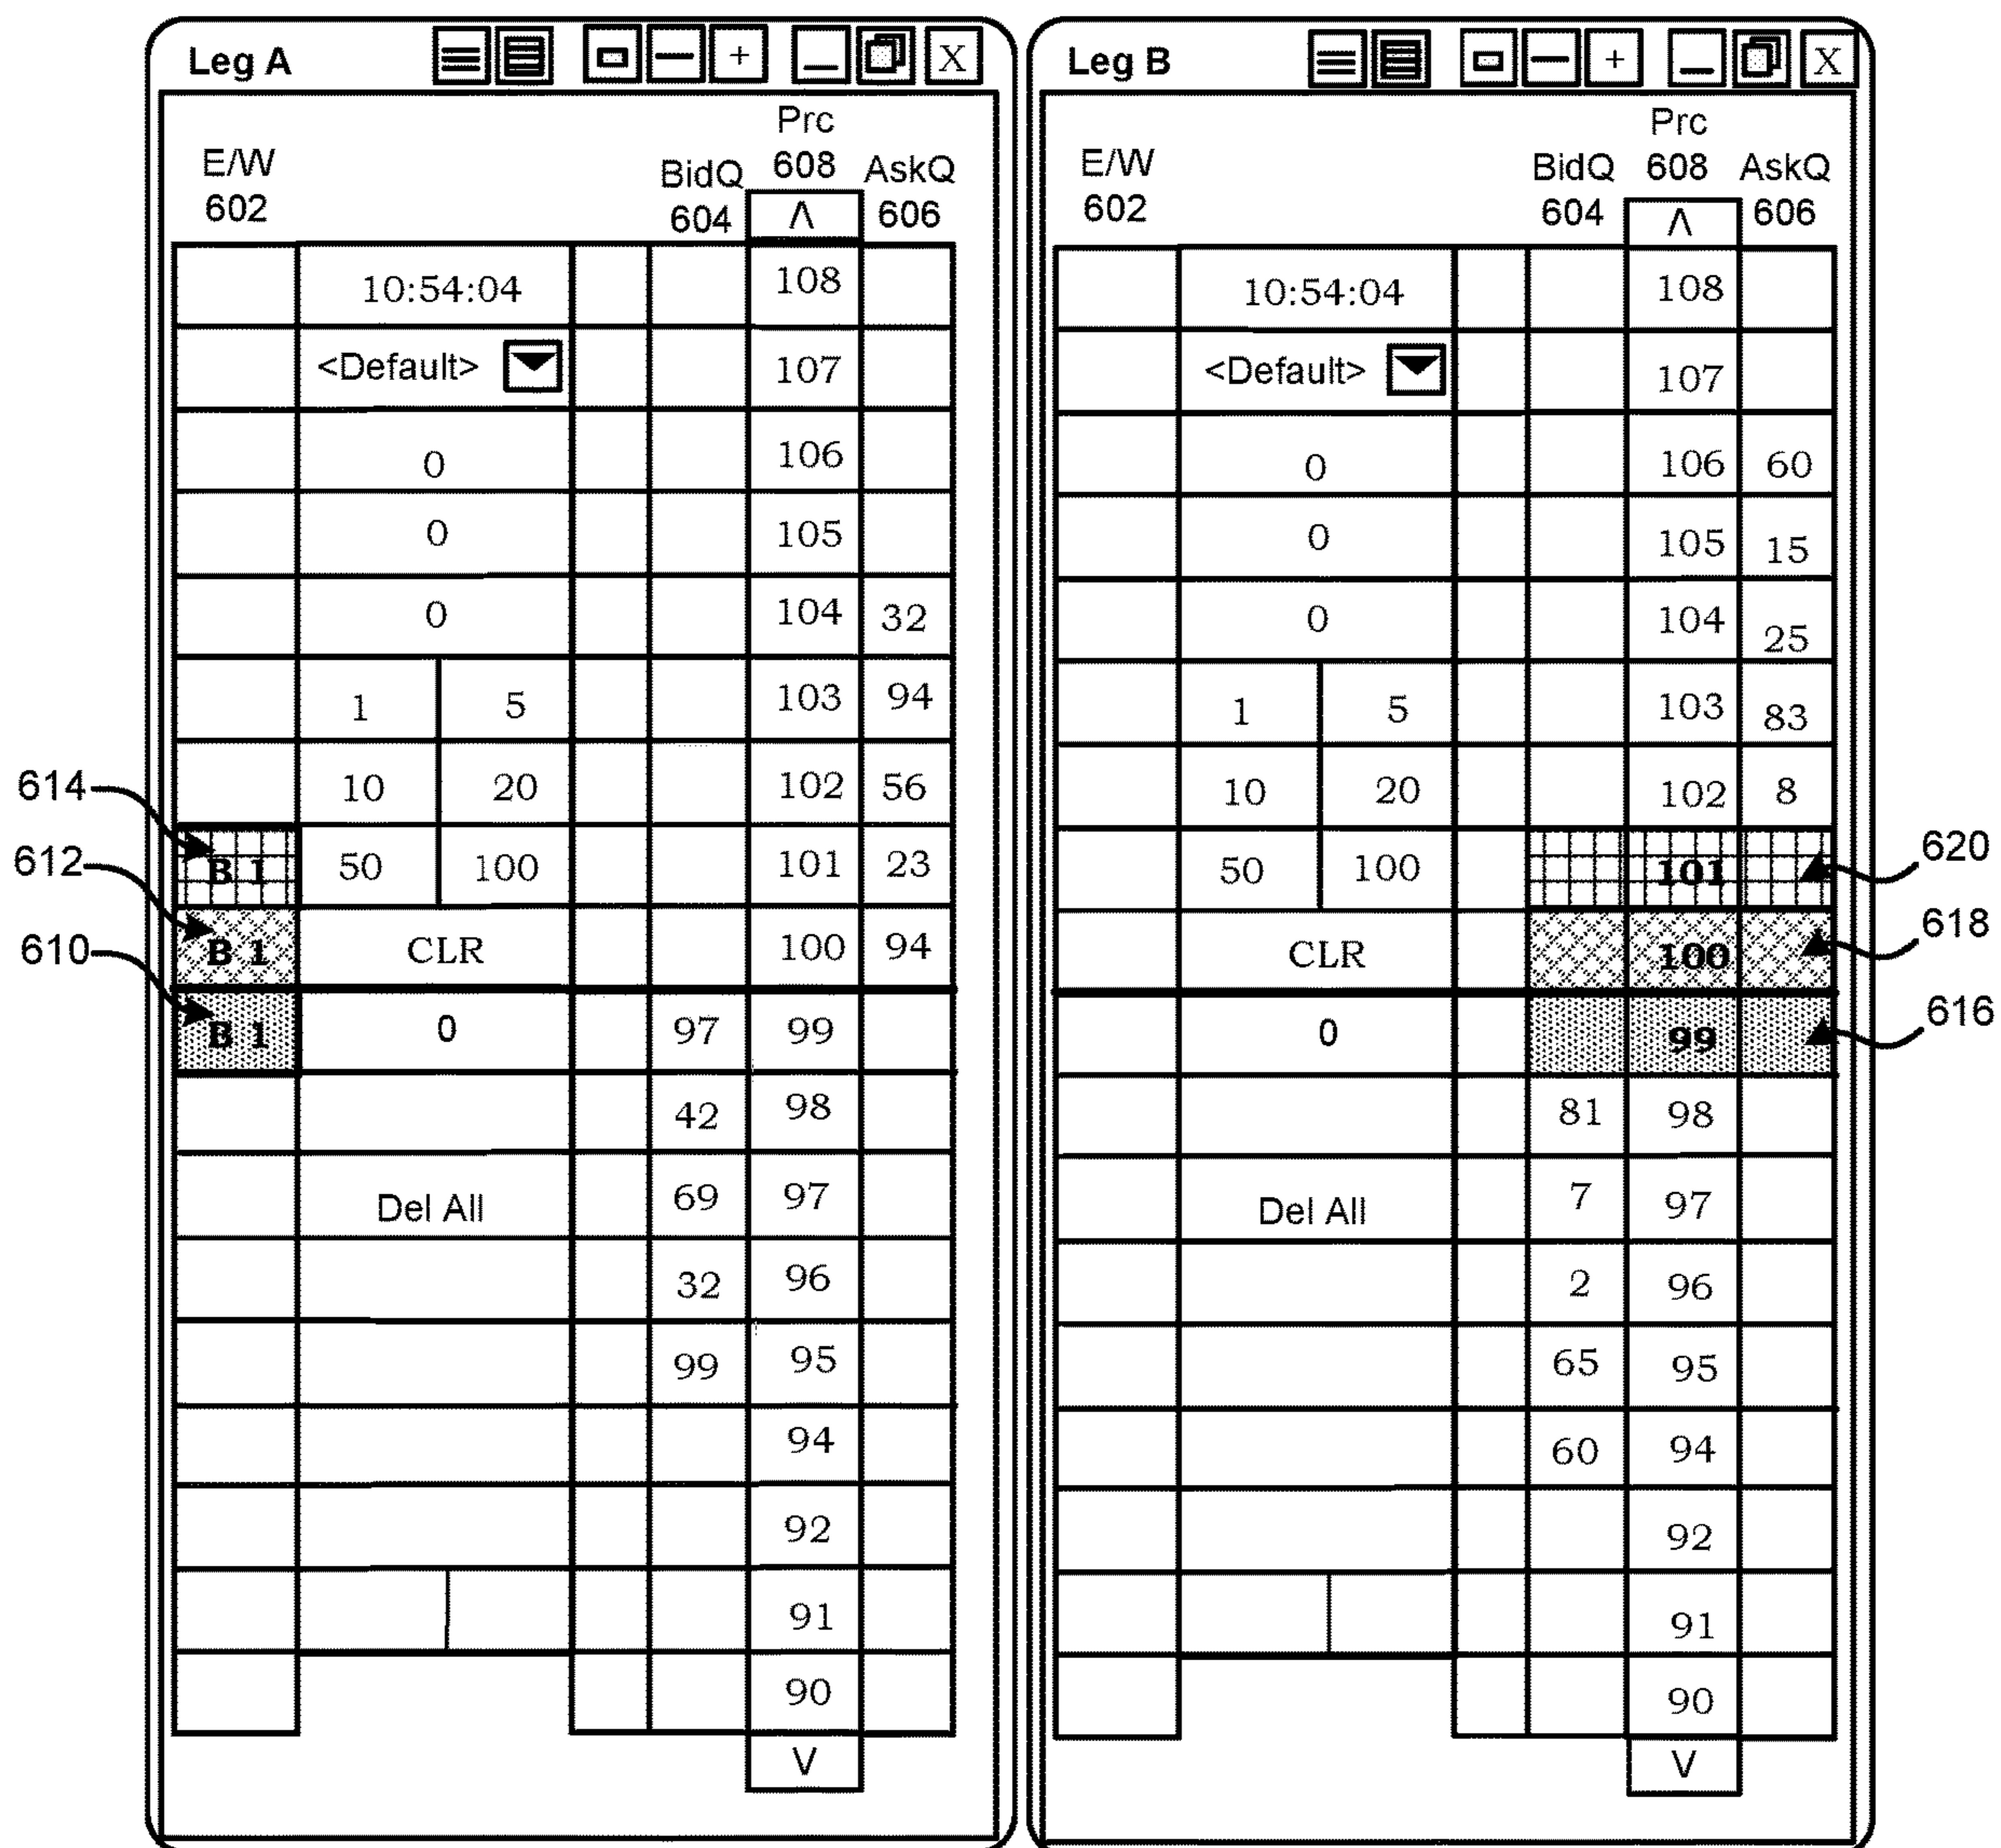 Leg A X
Prc
E/W BidQ 608 AskQ
602 604 Λ 606
10:54:04 108
<Default> 107
0 106
0 105
0 104 32
1 5 103 94
10 20 102 56
614
B 1 50 100 101 23
612
B 1 CLR 100 94
610
B 1 0 97 99
42 98
Del All 69 97
32 96
99 95
94
92
91
90
V
Leg B X
Prc
E/W BidQ 608 AskQ
602 604 Λ 606
10:54:04 108
<Default> 107
0 106 60
0 105 15
0 104 25
1 5 103 83
10 20 102 8
50 100 101
620
CLR 100
618
0 99
616
81 98
Del All 7 97
2 96
65 95
60 94
92
91
90
V